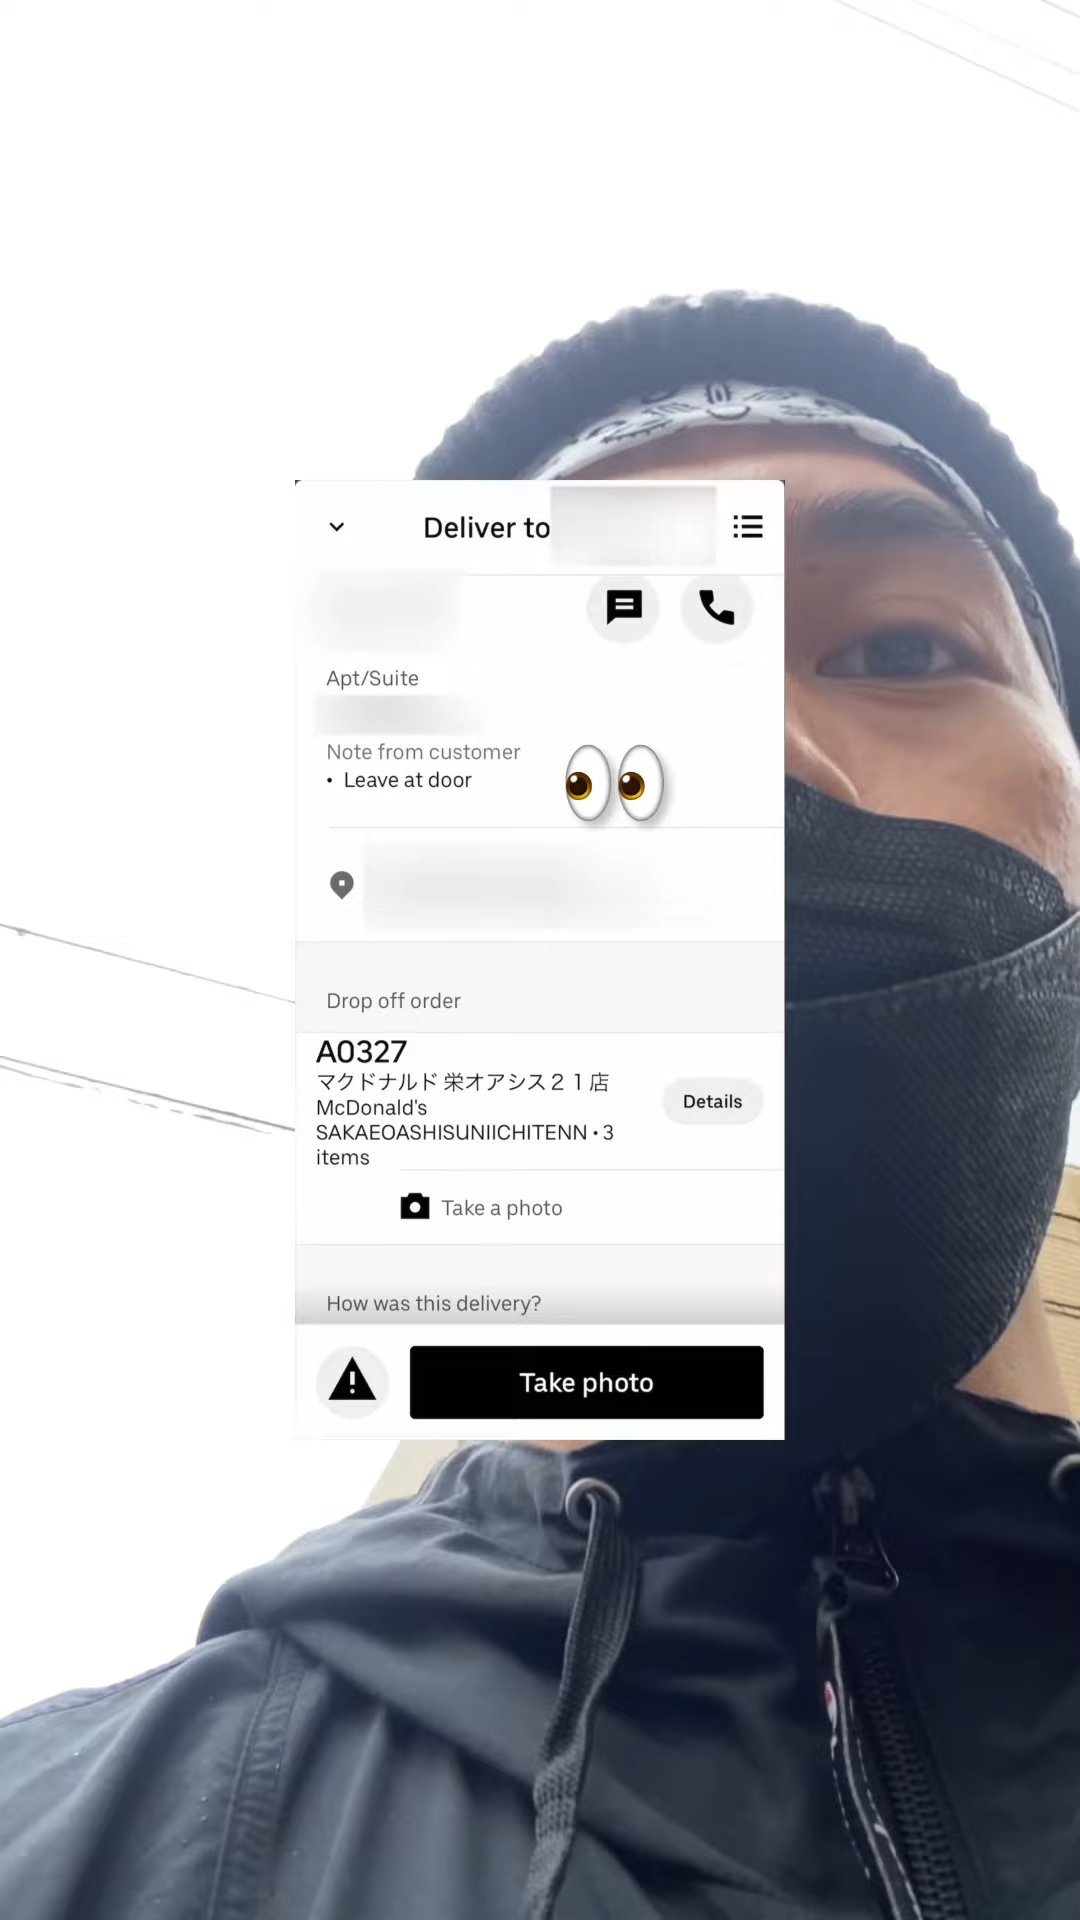 Deliver to
Apt/Suite
Note from customer
• Leave at door
Drop off order
A0327
マクドナルド 栄オアシス２１店
McDonald's
SAKAEOASHISUNIICHITENN • 3
items
Details
Take a photo
How was this delivery?
Take photo